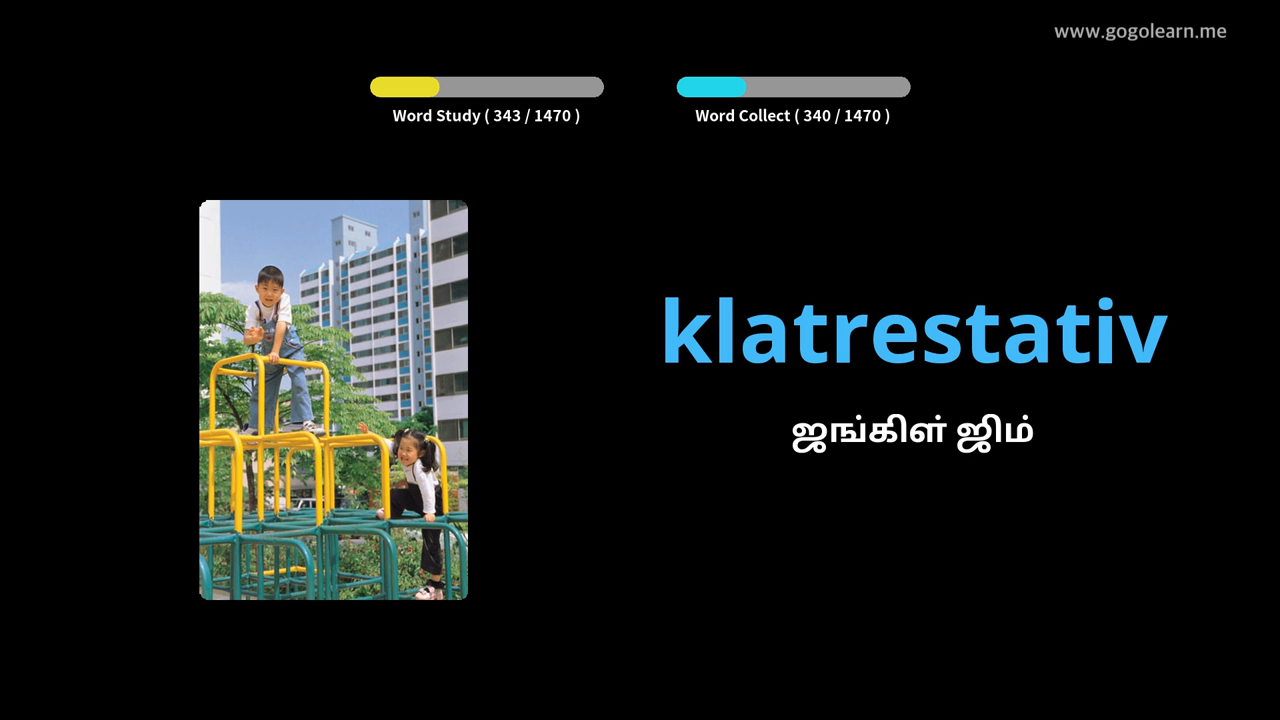 www.gogolearn.me
Word Study ( 343 / 1470 )
Word Collect ( 340 / 1470 )
klatrestativ
ஜங்கிள் ஜிம்